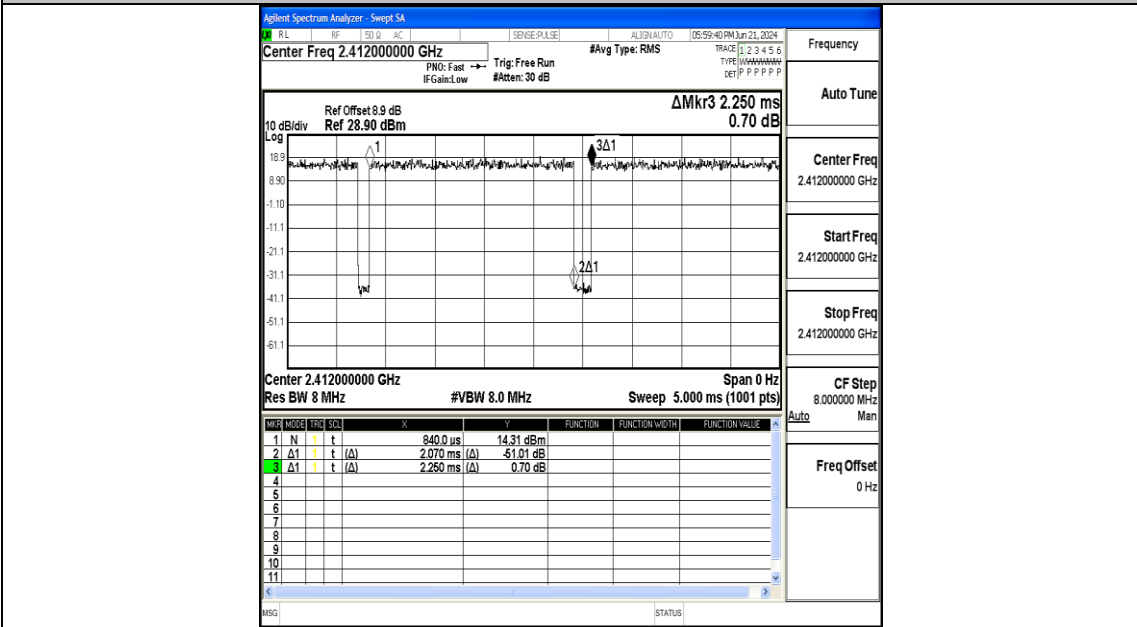 Agilent Spectrum Analyzer - Swept SA
RL RF 50 Ω AC SENSE:PULSE ALIGN AUTO 05:59:40 PM Jun 21, 2024
Center Freq 2.412000000 GHz #Avg Type: RMS TRACE 1 2 3 4 5 6
PNO: Fast Trig: Free Run TYPE
IFGain:Low #Atten: 30 dB DET P P P P P P
Frequency
Auto Tune
ΔMkr3 2.250 ms
0.70 dB
Ref Offset 8.9 dB
10 dB/div Ref 28.90 dBm
Log
1
3Δ1
18.9
8.90
-1.10
-11.1
-21.1
2Δ1
-31.1
-41.1
-51.1
-61.1
Center 2.412000000 GHz Span 0 Hz
Res BW 8 MHz #VBW 8.0 MHz Sweep 5.000 ms (1001 pts)
MKR MODE TRC SCL X Y FUNCTION FUNCTION WIDTH FUNCTION VALUE
1 N 1 t 840.0 us 14.31 dBm
2 Δ1 1 t (Δ) 2.070 ms (Δ) -51.01 dB
3 Δ1 1 t (Δ) 2.250 ms (Δ) 0.70 dB
4
5
6
7
8
9
10
11
Center Freq
2.412000000 GHz
Start Freq
2.412000000 GHz
Stop Freq
2.412000000 GHz
CF Step
8.000000 MHz
Auto Man
Freq Offset
0 Hz
MSG STATUS